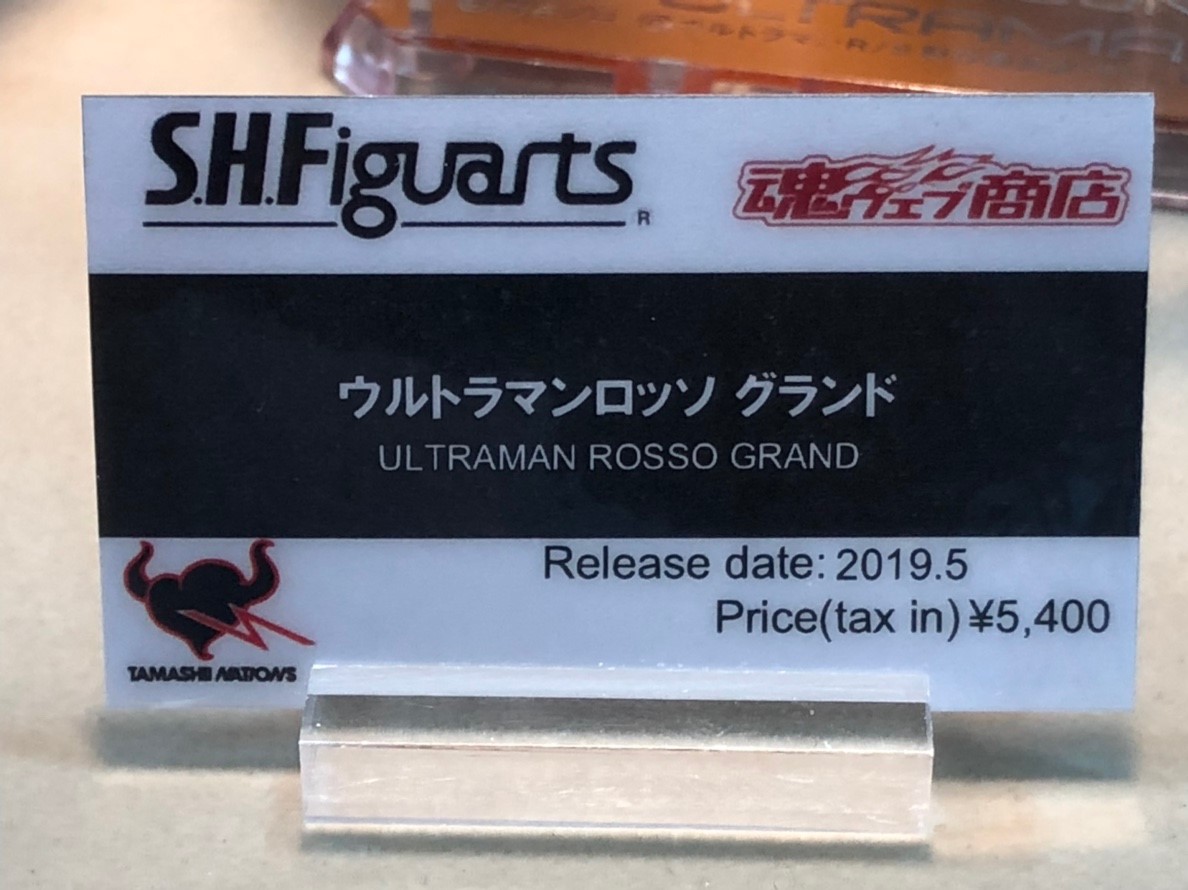 ULTRAMA
S.H.Figuarts ®
魂ウェブ商店
ウルトラマンロッソ グランド
ULTRAMAN ROSSO GRAND
Release date: 2019.5
Price(tax in) ¥5,400
TAMASHII NATIONS